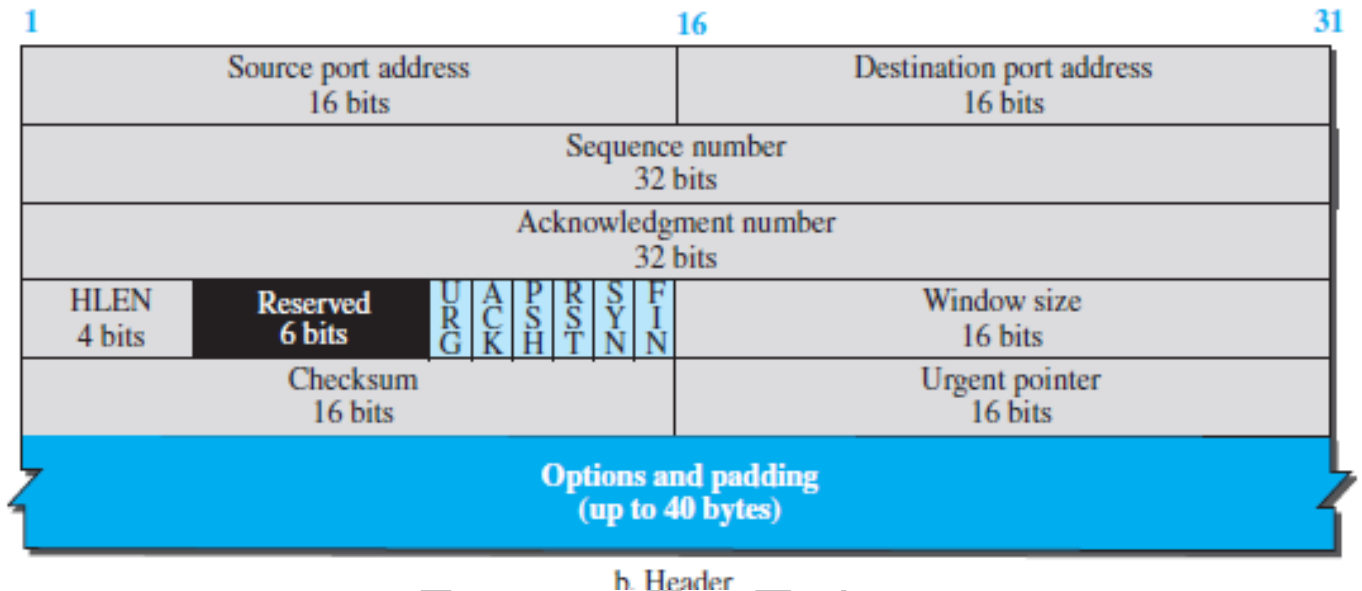 1 16 31
Source port address Destination port address
16 bits 16 bits
Sequence number
32 bits
Acknowledgment number
32 bits
HLEN Reserved URG ACK PSH RST SYN FIN Window size
4 bits 6 bits 16 bits
Checksum Urgent pointer
16 bits 16 bits
Options and padding
(up to 40 bytes)
b. Header